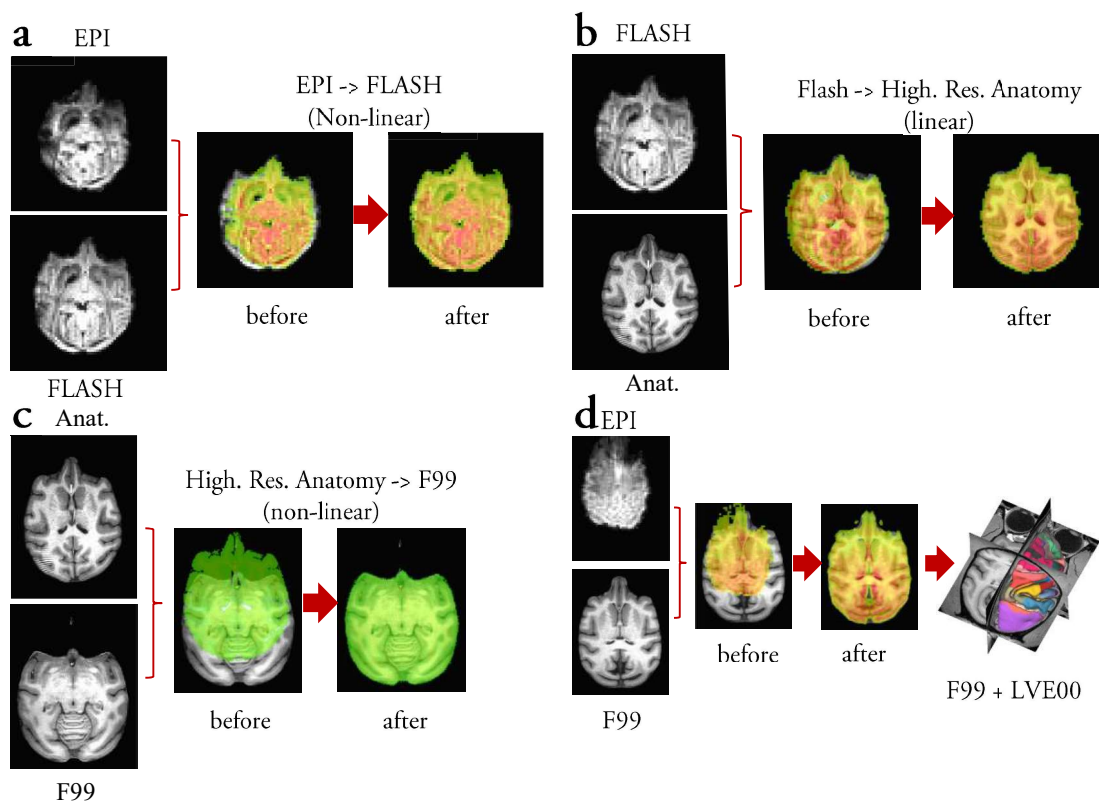 a
EPI
EPI -> FLASH
(Non-linear)
before
after
FLASH
b
FLASH
Flash -> High. Res. Anatomy
(linear)
before
after
Anat.
c
Anat.
High. Res. Anatomy -> F99
(non-linear)
before
after
F99
d
EPI
before
after
F99
F99 + LVE00